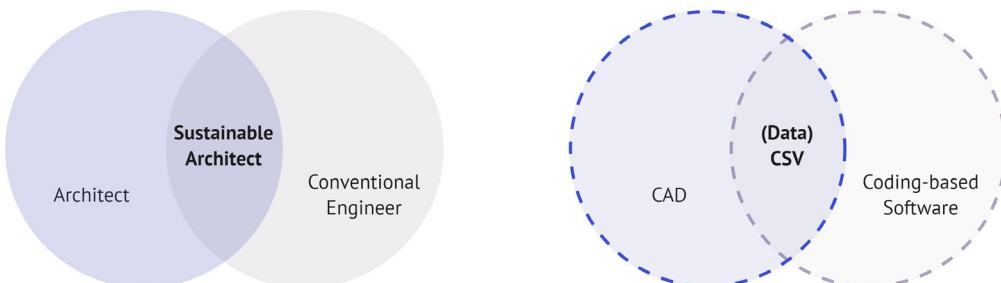 Sustainable
Architect
Architect
Conventional
Engineer
(Data)
CSV
CAD
Coding-based
Software